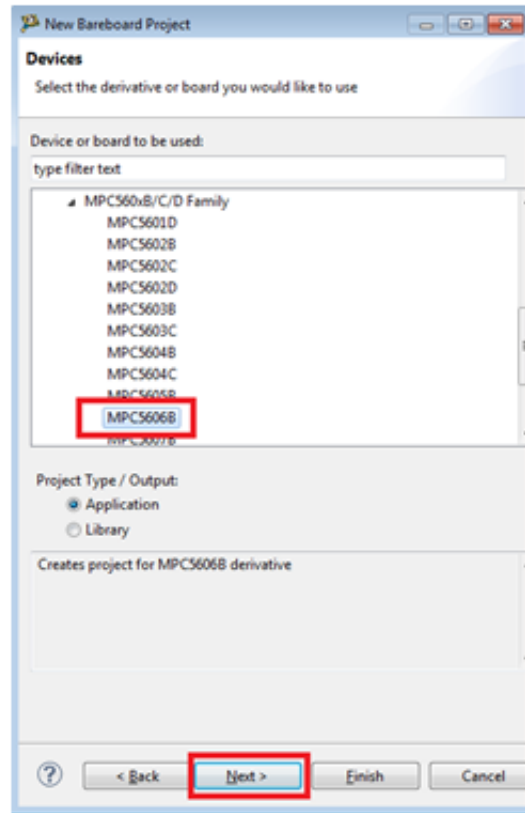 New Bareboard Project
Devices
Select the derivative or board you would like to use
Device or board to be used:
type filter text
MPC560xB/C/D Family
MPC5601D
MPC5602B
MPC5602C
MPC5602D
MPC5603B
MPC5603C
MPC5604B
MPC5604C
MPC5605B
MPC5606B
MPC5607B
Project Type / Output:
Application
Library
Creates project for MPC5606B derivative
? < Back Next > Finish Cancel